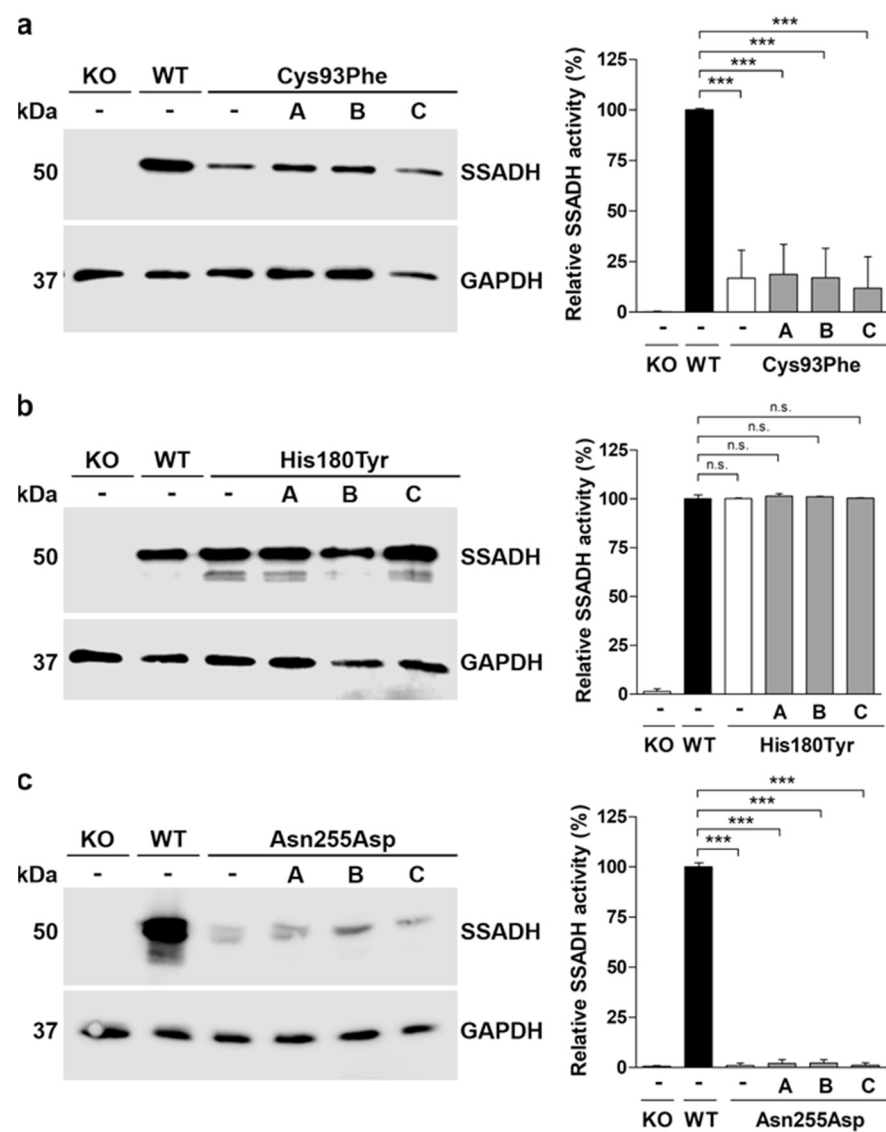 a
KO WT Cys93Phe
kDa - - - A B C
50 SSADH
37 GAPDH
Relative SSADH activity (%)
125
100
75
50
25
0
***
***
***
***
- - - A B C
KO WT Cys93Phe
b
KO WT His180Tyr
kDa - - - A B C
50 SSADH
37 GAPDH
Relative SSADH activity (%)
125
100
75
50
25
0
n.s.
n.s.
n.s.
n.s.
- - - A B C
KO WT His180Tyr
c
KO WT Asn255Asp
kDa - - - A B C
50 SSADH
37 GAPDH
Relative SSADH activity (%)
125
100
75
50
25
0
***
***
***
***
- - - A B C
KO WT Asn255Asp